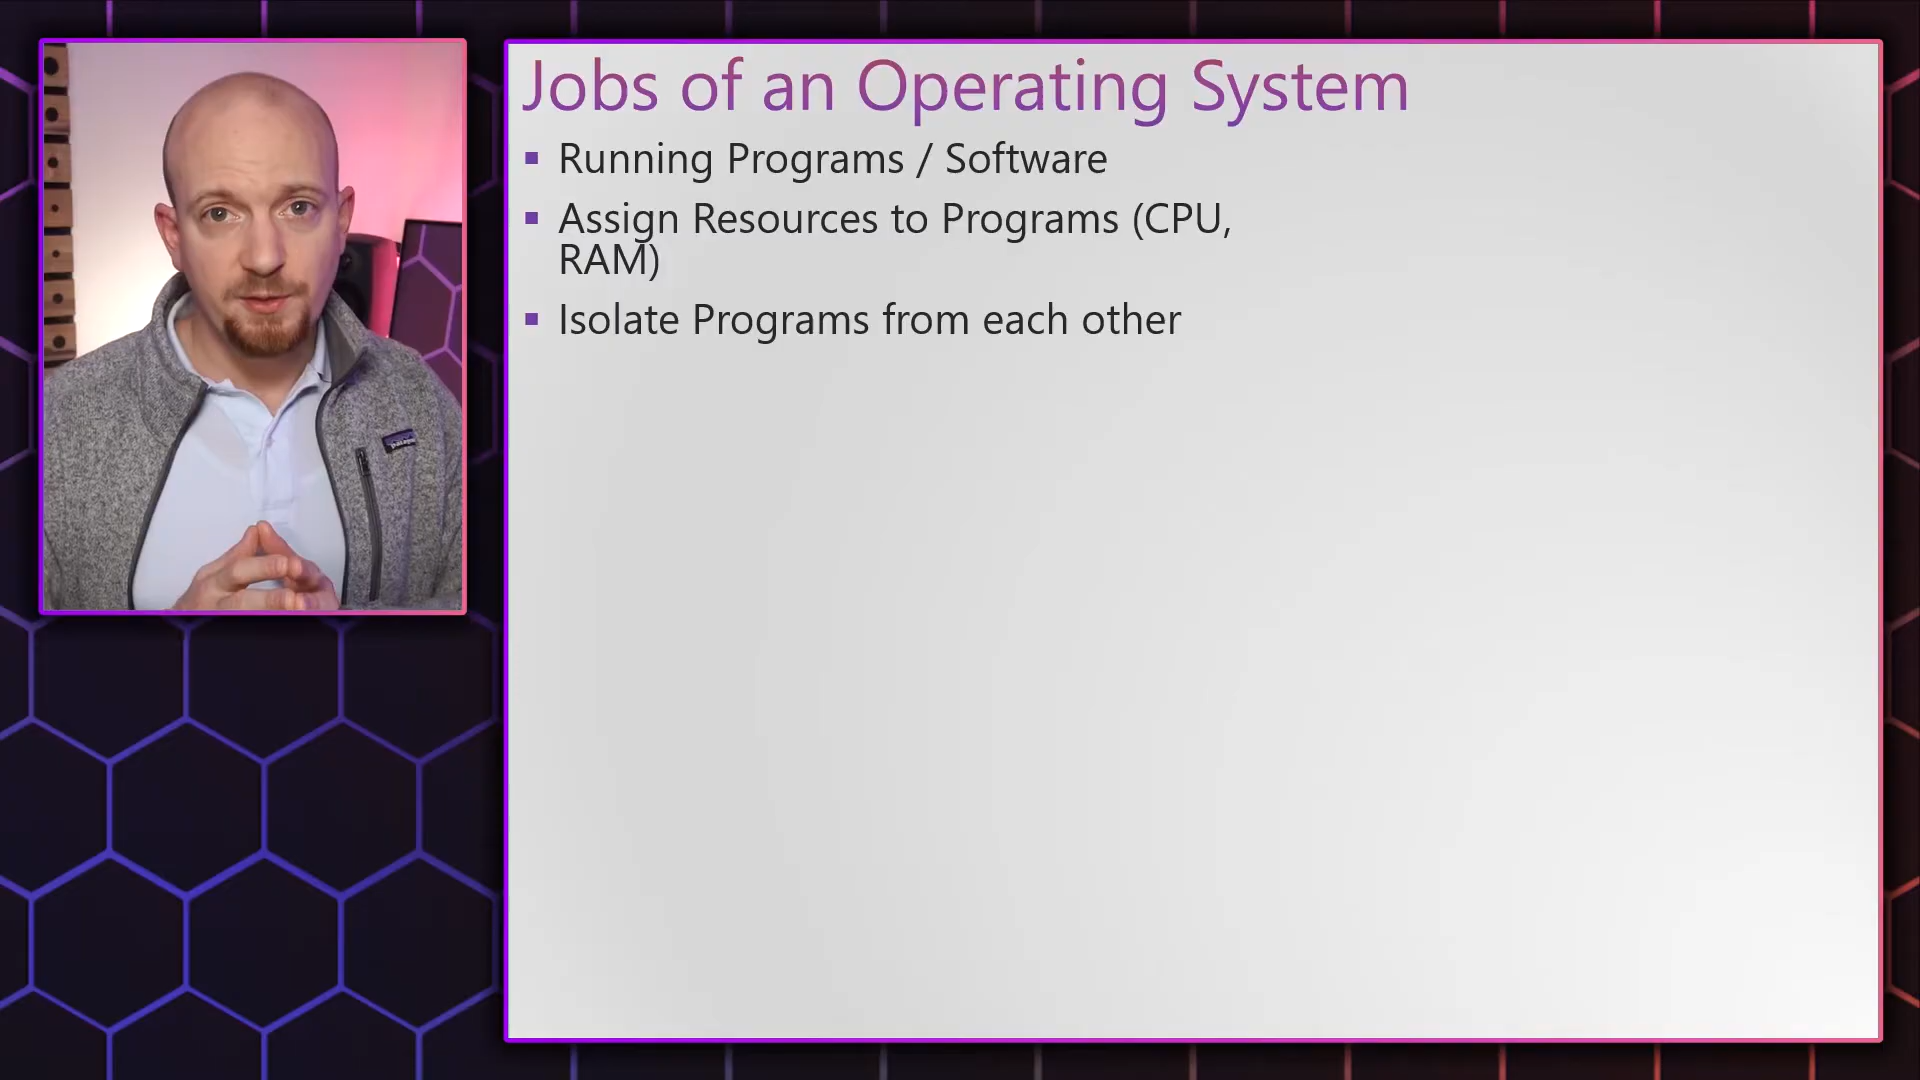 Jobs of an Operating System
Running Programs / Software
Assign Resources to Programs (CPU,
RAM)
Isolate Programs from each other
patagonia